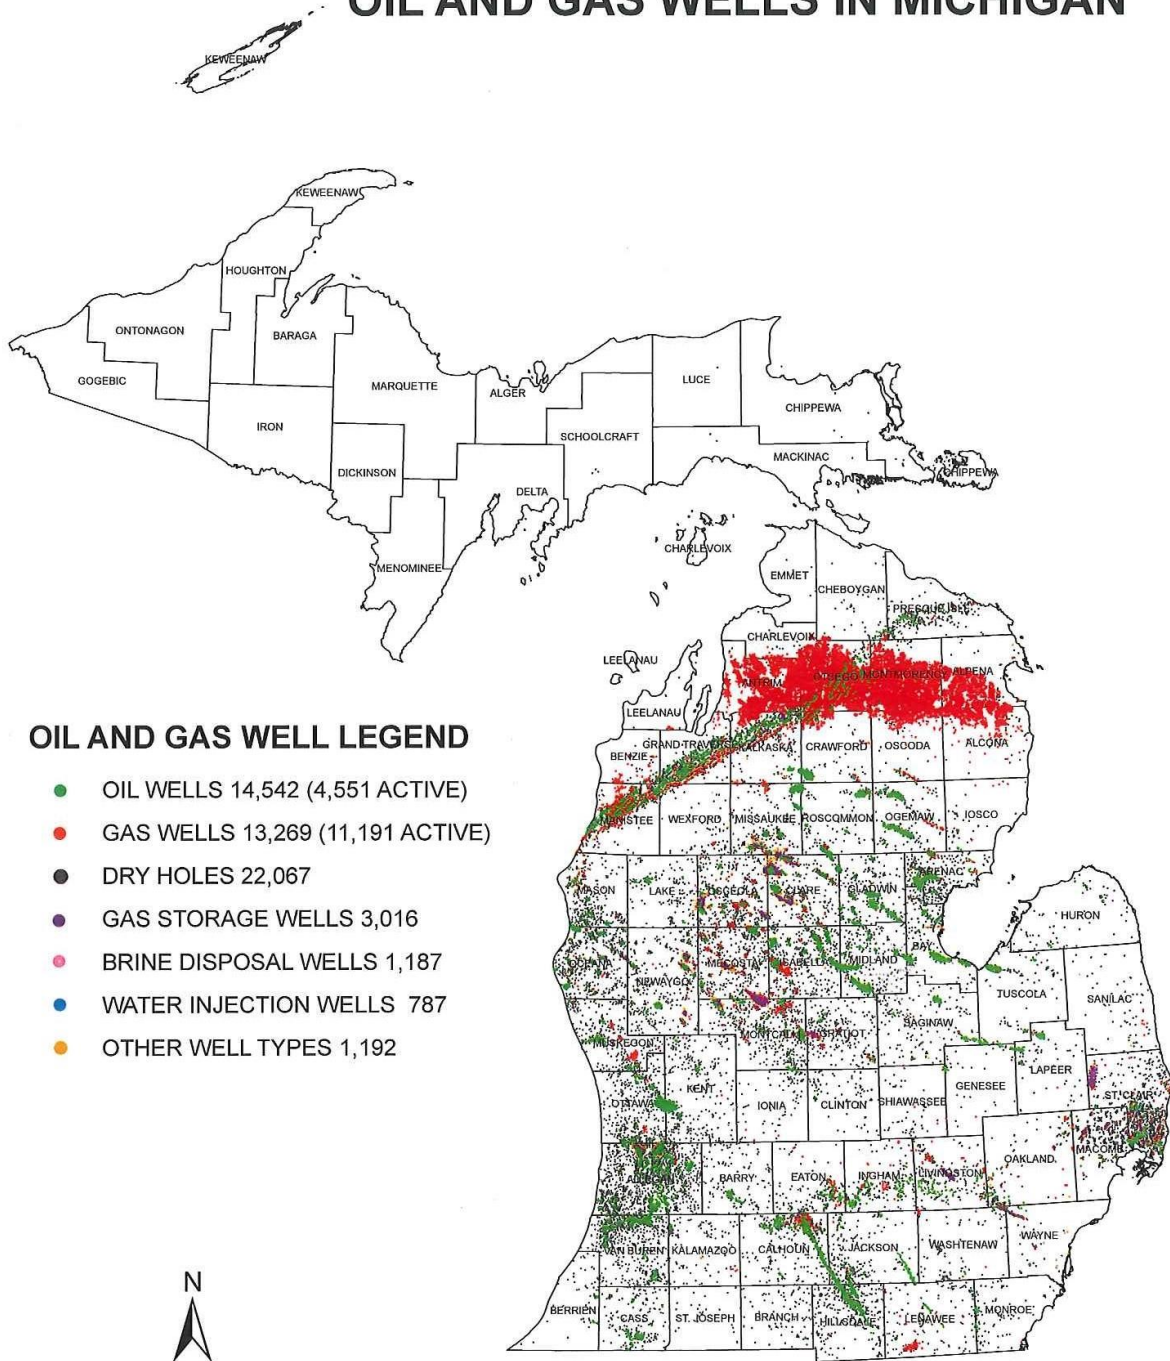 OIL AND GAS WELLS IN MICHIGAN
KEWEENAW
KEWEENAW
HOUGHTON
ONTONAGON
BARAGA
GOGEBIC
MARQUETTE
ALGER
LUCE
CHIPPEWA
IRON
SCHOOLCRAFT
MACKINAC
DICKINSON
CHIPPEWA
DELTA
CHARLEVOIX
MENOMINEE
EMMET
CHEBOYGAN
PRESQUE ISLE
CHARLEVOIX
LEELANAU
ANTRIM
OTSEGO
MONTMORENCY
ALPENA
LEELANAU
BENZIE
GRAND TRAVERSE
KALKASKA
CRAWFORD
OSCODA
ALCONA
MANISTEE
WEXFORD
MISSAUKEE
ROSCOMMON
OGEMAW
IOSCO
MASON
LAKE
OSCEOLA
CLARE
GLADWIN
ARENAC
HURON
OCEANA
NEWAYGO
MECOSTA
ISABELLA
MIDLAND
BAY
TUSCOLA
SANILAC
MUSKEGON
MONTCALM
GRATIOT
SAGINAW
LAPEER
KENT
GENESEE
ST. CLAIR
OTTAWA
IONIA
CLINTON
SHIAWASSEE
OAKLAND
MACOMB
ALLEGAN
BARRY
EATON
INGHAM
LIVINGSTON
VAN BUREN
KALAMAZOO
CALHOUN
JACKSON
WASHTENAW
WAYNE
BERRIEN
CASS
ST. JOSEPH
BRANCH
HILLSDALE
LENAWEE
MONROE
OIL AND GAS WELL LEGEND
OIL WELLS 14,542 (4,551 ACTIVE)
GAS WELLS 13,269 (11,191 ACTIVE)
DRY HOLES 22,067
GAS STORAGE WELLS 3,016
BRINE DISPOSAL WELLS 1,187
WATER INJECTION WELLS 787
OTHER WELL TYPES 1,192
N